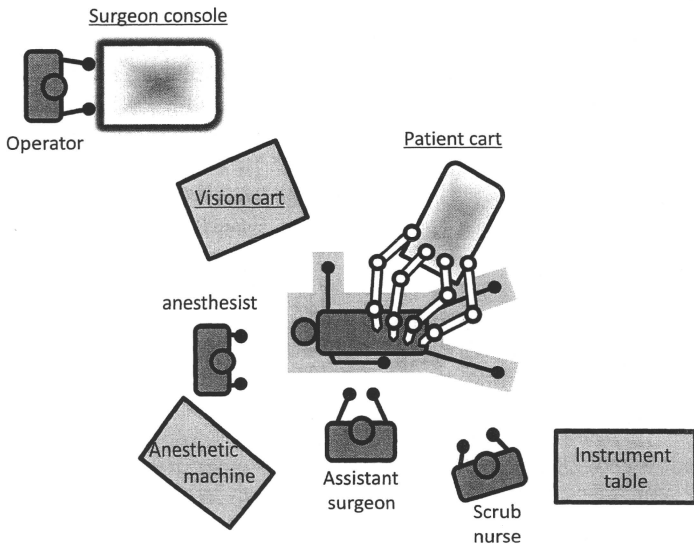 Surgeon console
Operator
Patient cart
Vision cart
anesthesist
Anesthetic
machine
Assistant
surgeon
Scrub
nurse
Instrument
table